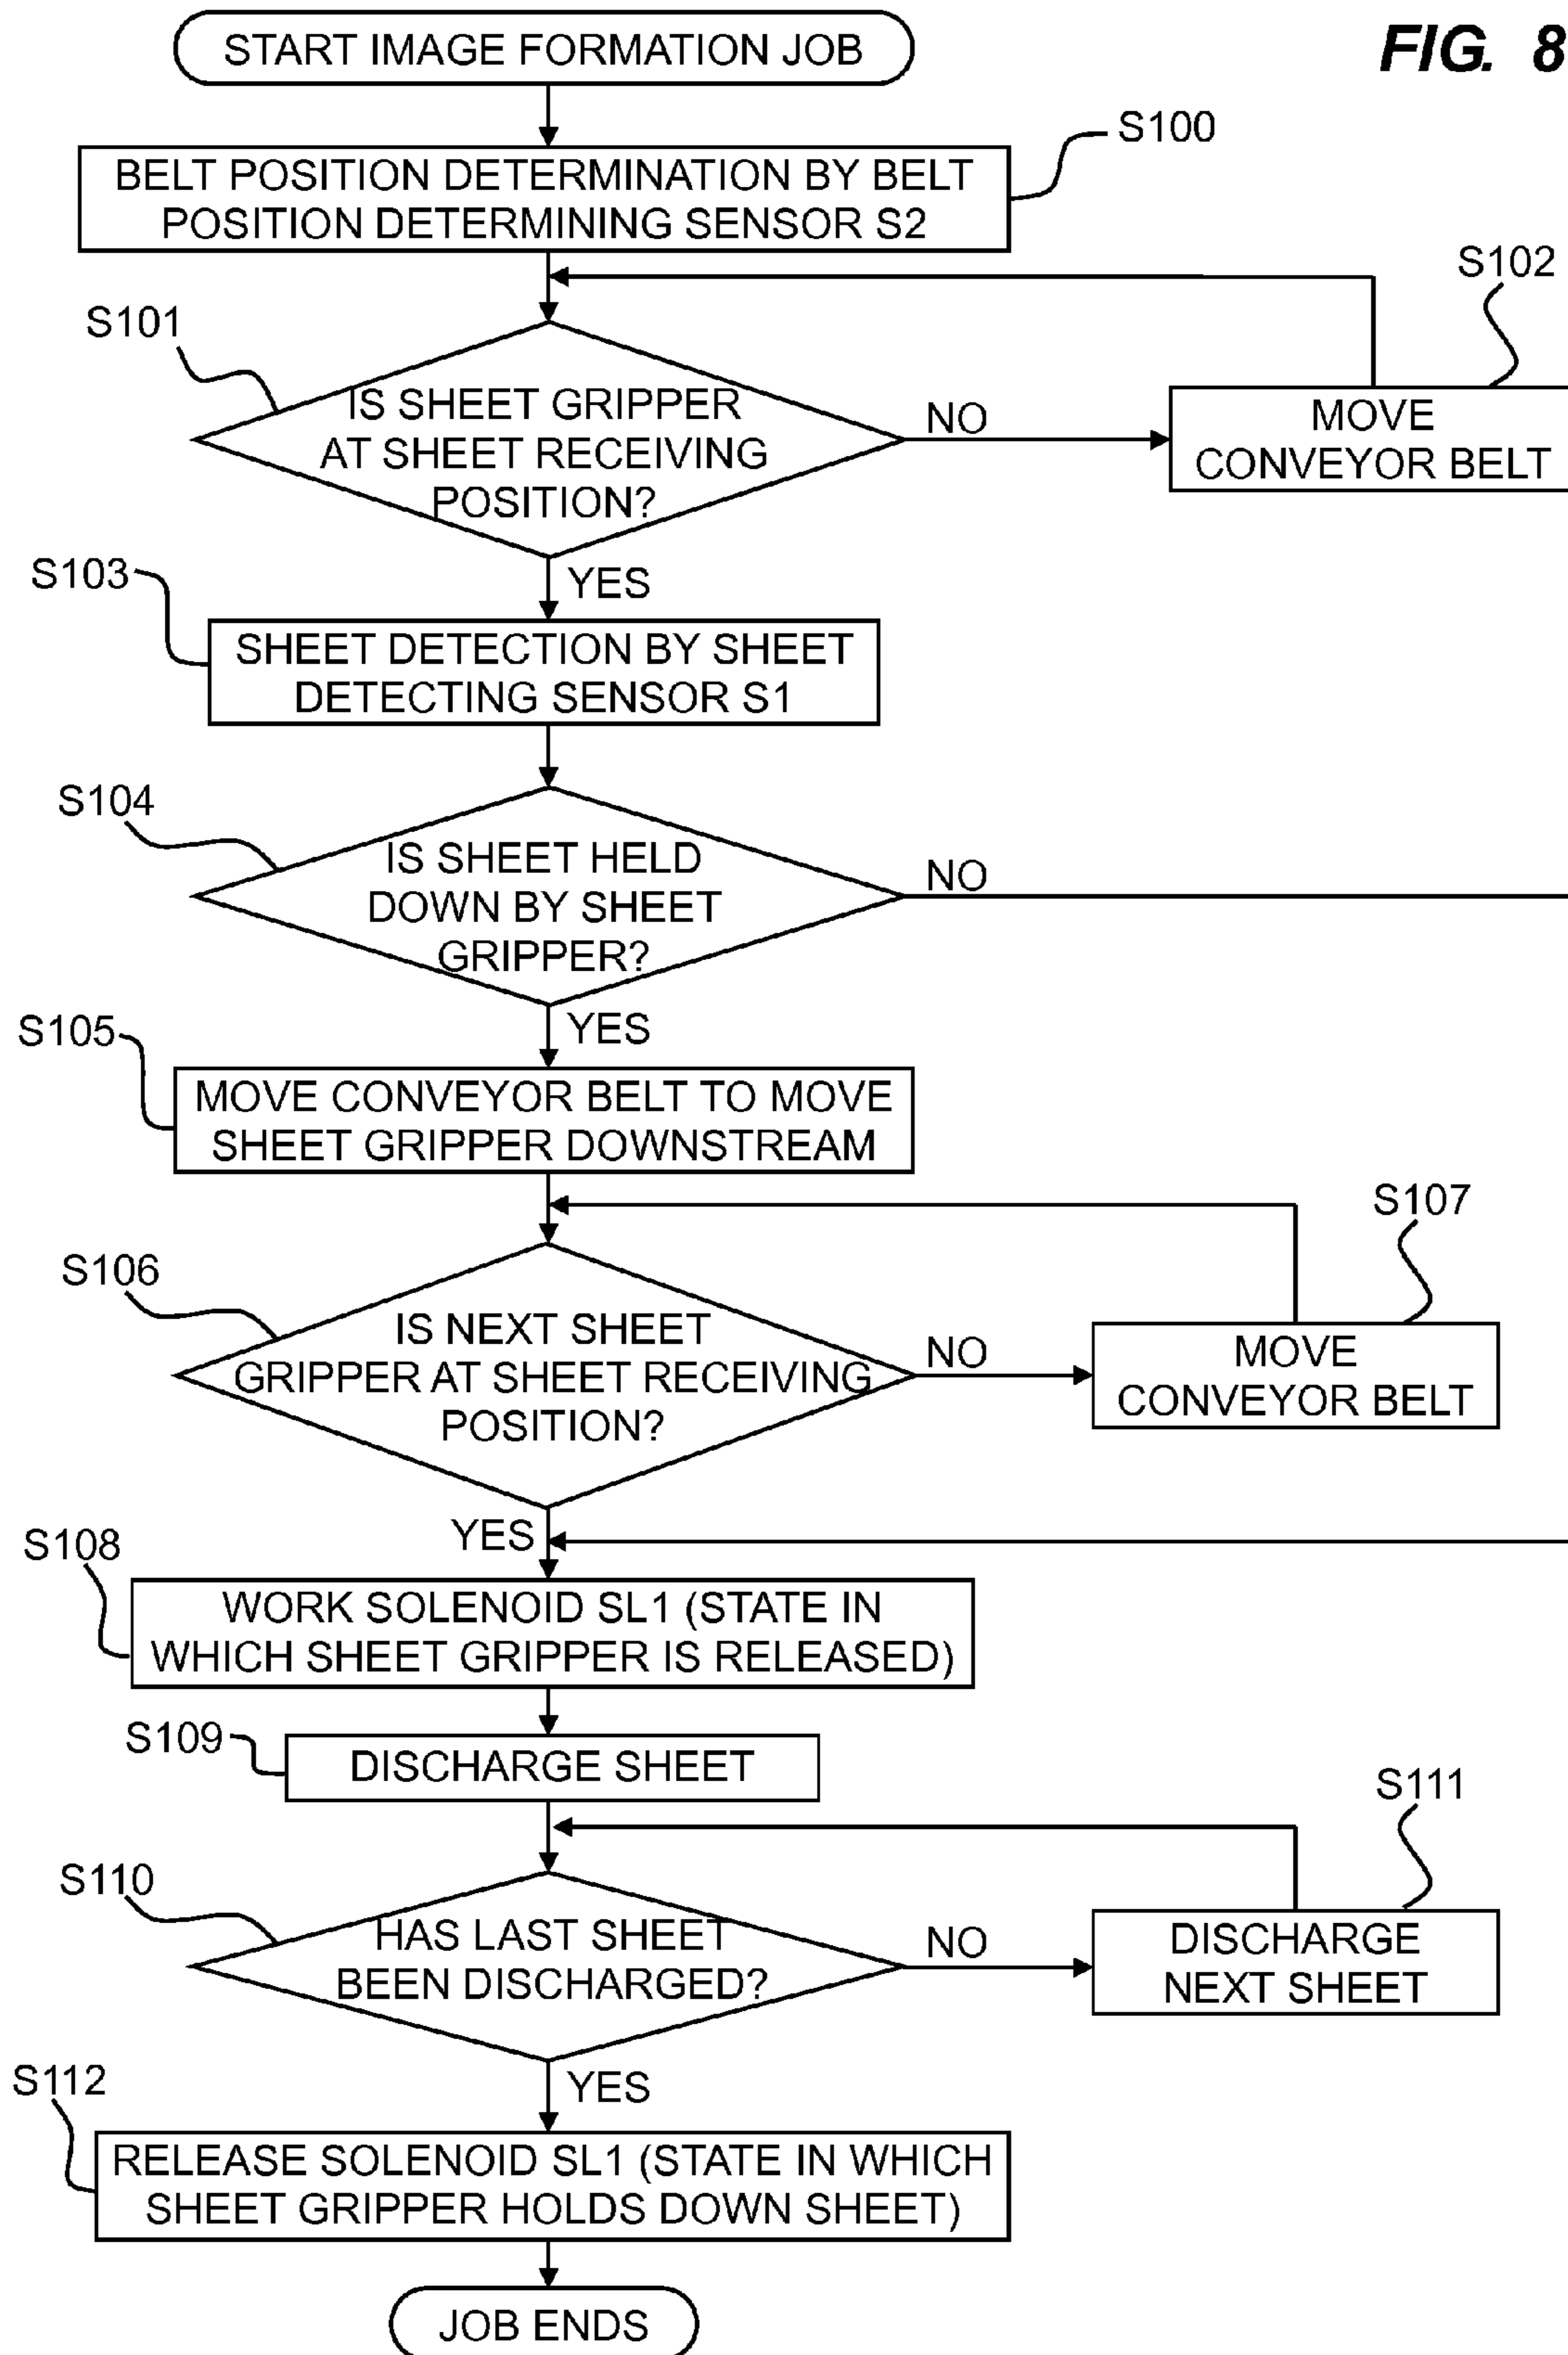 FIG. 8
START IMAGE FORMATION JOB
S100
BELT POSITION DETERMINATION BY BELT
POSITION DETERMINING SENSOR S2
S102
S101
IS SHEET GRIPPER
AT SHEET RECEIVING
POSITION?
NO
MOVE
CONVEYOR BELT
YES
S103
SHEET DETECTION BY SHEET
DETECTING SENSOR S1
S104
IS SHEET HELD
DOWN BY SHEET
GRIPPER?
NO
YES
S105
MOVE CONVEYOR BELT TO MOVE
SHEET GRIPPER DOWNSTREAM
S107
S106
IS NEXT SHEET
GRIPPER AT SHEET RECEIVING
POSITION?
NO
MOVE
CONVEYOR BELT
YES
S108
WORK SOLENOID SL1 (STATE IN
WHICH SHEET GRIPPER IS RELEASED)
S109
DISCHARGE SHEET
S111
S110
HAS LAST SHEET
BEEN DISCHARGED?
NO
DISCHARGE
NEXT SHEET
YES
S112
RELEASE SOLENOID SL1 (STATE IN WHICH
SHEET GRIPPER HOLDS DOWN SHEET)
JOB ENDS